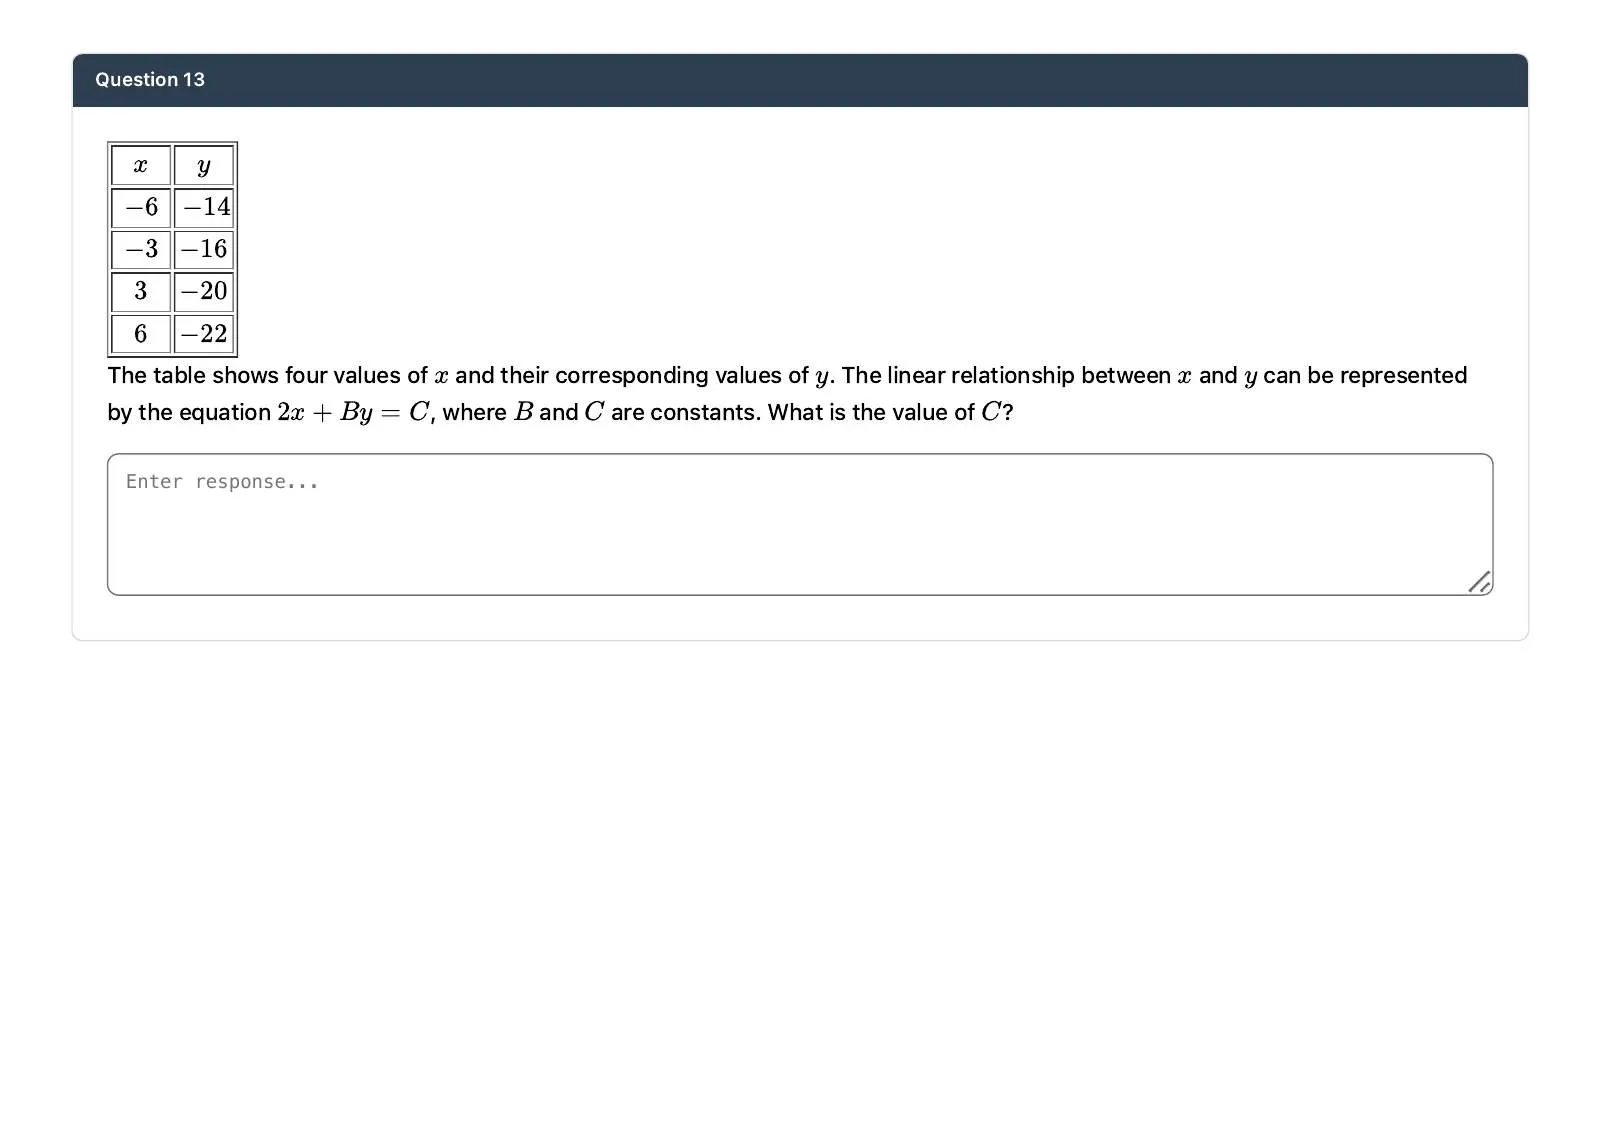 Question 13
x y
−6 −14
−3 −16
3 −20
6 −22
The table shows four values of x and their corresponding values of y. The linear relationship between x and y can be represented
by the equation 2x + By = C, where B and C are constants. What is the value of C?
Enter response...